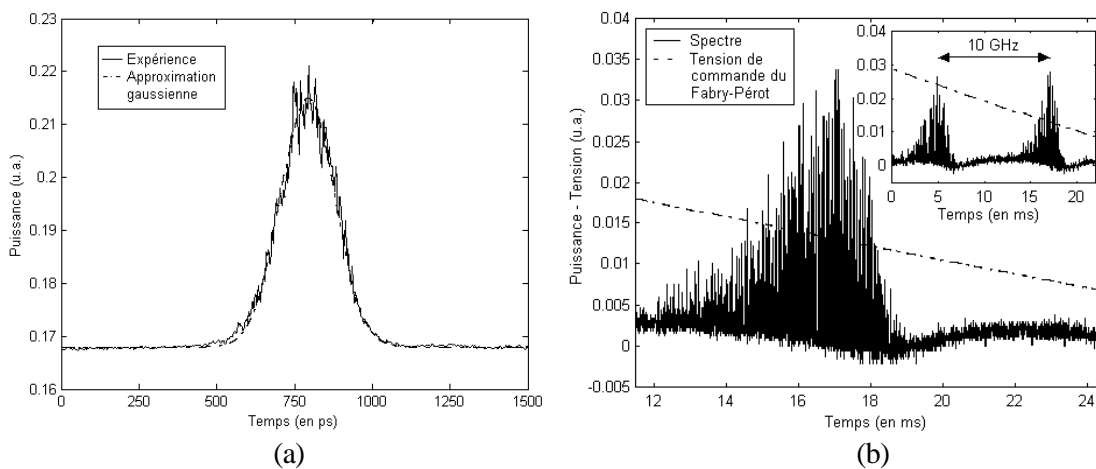 0.23
0.22
0.21
0.2
0.19
0.18
0.17
0.16
Puissance (u.a.)
Expérience
Approximation
gaussienne
0 250 500 750 1000 1250 1500
Temps (en ps)
(a)
0.04
0.035
0.03
0.025
0.02
0.015
0.01
0.005
0
-0.005
Puissance - Tension (u.a.)
Spectre
Tension de
commande du
Fabry-Pérot
0.04
0.03
0.02
0.01
0
10 GHz
0 5 10 15 20
Temps (en ms)
12 14 16 18 20 22 24
Temps (en ms)
(b)